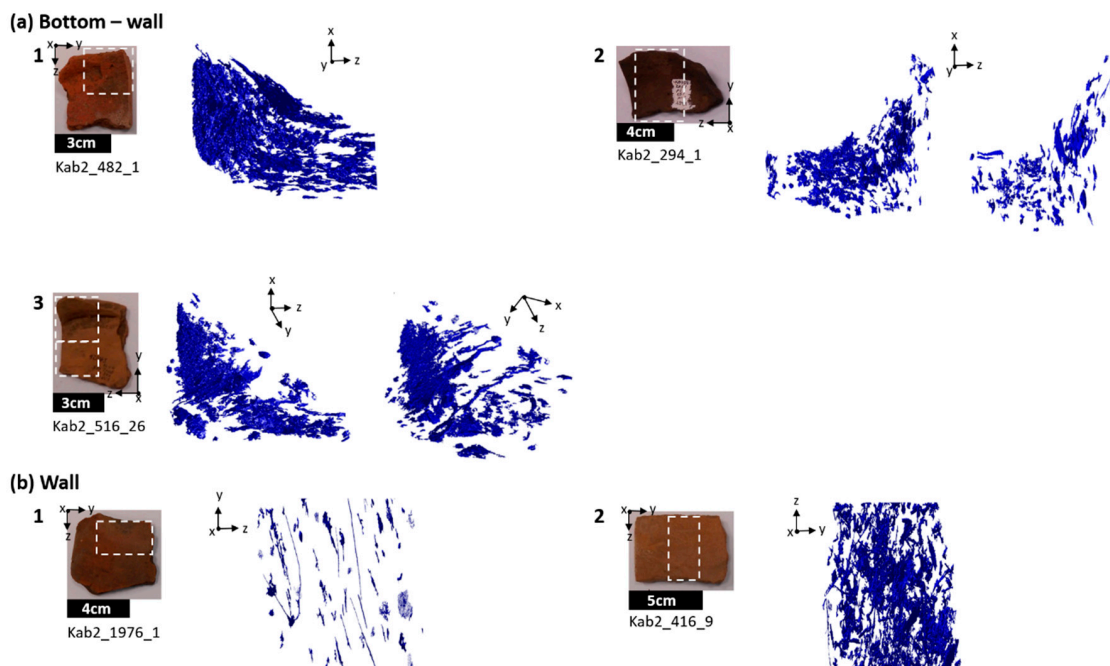 (a) Bottom – wall
1
x
y
z
3cm
Kab2_482_1
x
y
z
2
4cm
y
z
x
Kab2_294_1
x
y
z
3
y
z
x
3cm
Kab2_516_26
x
z
y
x
y
z
(b) Wall
1
x
y
z
4cm
Kab2_1976_1
y
x
z
2
x
y
z
5cm
Kab2_416_9
z
x
y